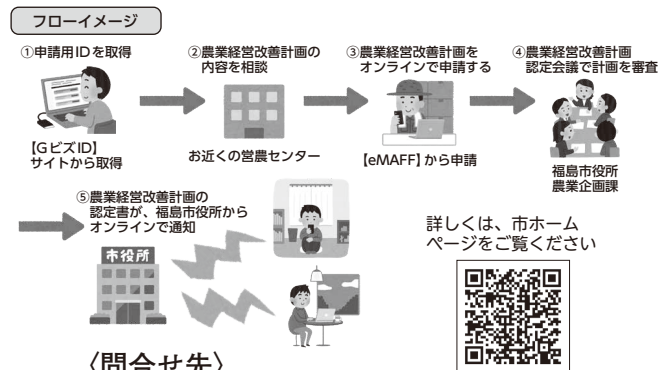 フローイメージ
①申請用IDを取得
【GビズID】
サイトから取得
②農業経営改善計画の
内容を相談
お近くの営農センター
③農業経営改善計画を
オンラインで申請する
【eMAFF】から申請
④農業経営改善計画
認定会議で計画を審査
福島市役所
農業企画課
⑤農業経営改善計画の
認定書が、福島市役所から
オンラインで通知
市役所
詳しくは、市ホーム
ページをご覧ください
〈問合せ先〉